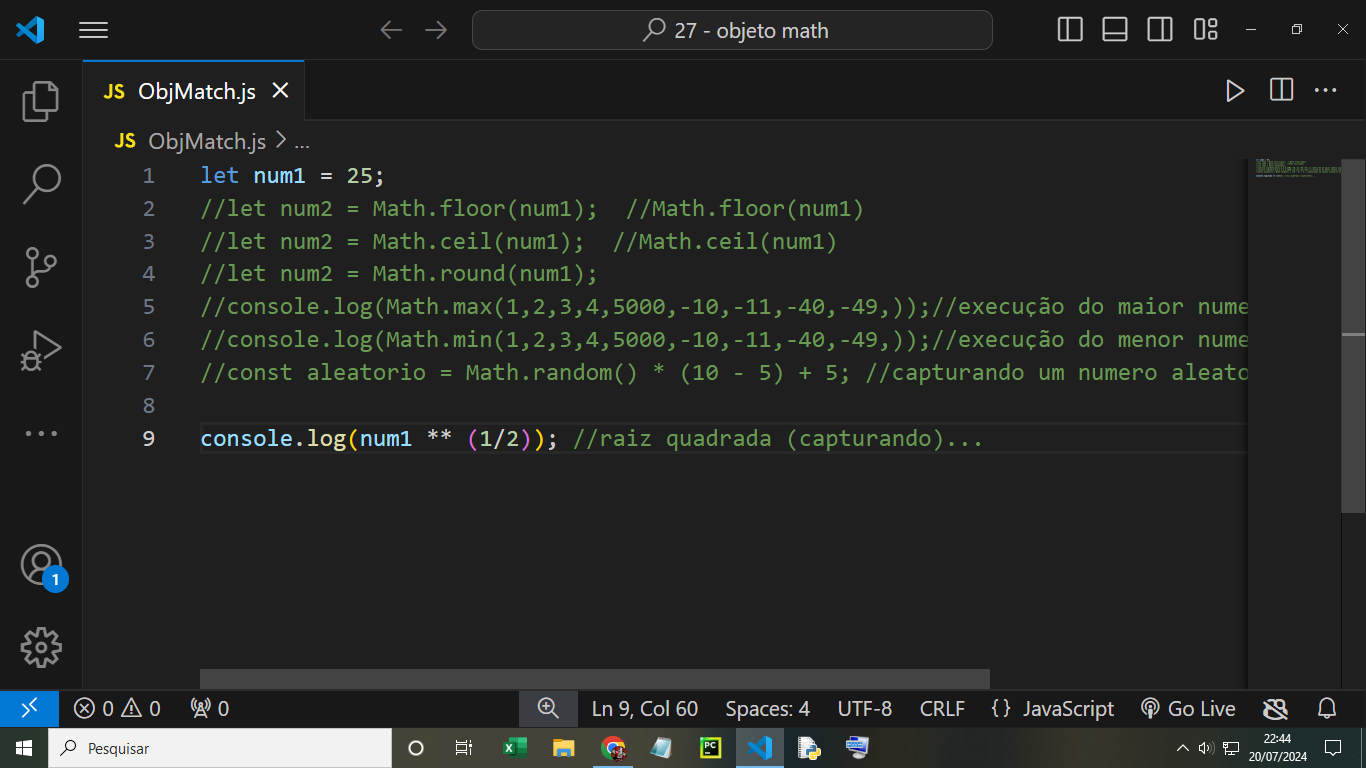 27 - objeto math
JS ObjMatch.js
JS ObjMatch.js > ...
1 let num1 = 25;
2 //let num2 = Math.floor(num1);  //Math.floor(num1)
3 //let num2 = Math.ceil(num1);  //Math.ceil(num1)
4 //let num2 = Math.round(num1);
5 //console.log(Math.max(1,2,3,4,5000,-10,-11,-40,-49,));//execução do maior nume
6 //console.log(Math.min(1,2,3,4,5000,-10,-11,-40,-49,));//execução do menor nume
7 //const aleatorio = Math.random() * (10 - 5) + 5; //capturando um numero aleato
8
9 console.log(num1 ** (1/2)); //raiz quadrada (capturando)...
1
0 0 0 Ln 9, Col 60 Spaces: 4 UTF-8 CRLF {} JavaScript Go Live
Pesquisar
PC
22:44
20/07/2024